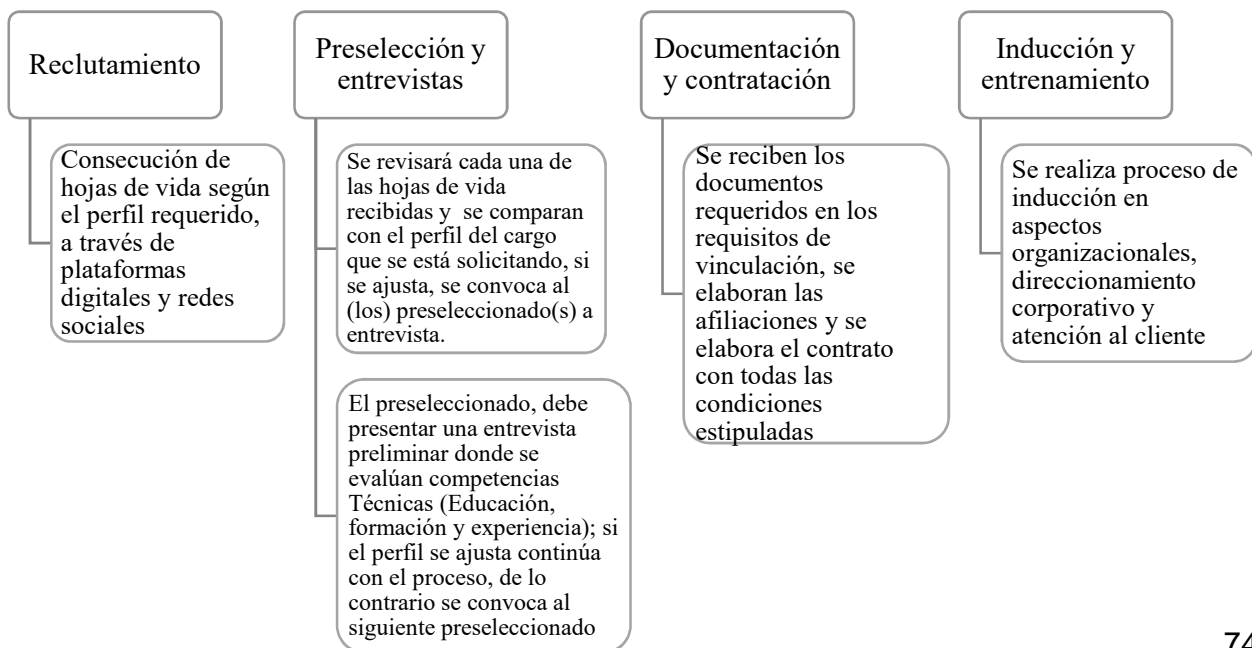 Reclutamiento
Consecución de
hojas de vida según
el perfil requerido,
a través de
plataformas
digitales y redes
sociales
Preselección y
entrevistas
Se revisará cada una de
las hojas de vida
recibidas y  se comparan
con el perfil del cargo
que se está solicitando, si
se ajusta, se convoca al
(los) preseleccionado(s) a
entrevista.
El preseleccionado, debe
presentar una entrevista
preliminar donde se
evalúan competencias
Técnicas (Educación,
formación y experiencia); si
el perfil se ajusta continúa
con el proceso, de lo
contrario se convoca al
siguiente preseleccionado
Documentación
y contratación
Se reciben los
documentos
requeridos en los
requisitos de
vinculación, se
elaboran las
afiliaciones y se
elabora el contrato
con todas las
condiciones
estipuladas
Inducción y
entrenamiento
Se realiza proceso de
inducción en
aspectos
organizacionales,
direccionamiento
corporativo y
atención al cliente
74